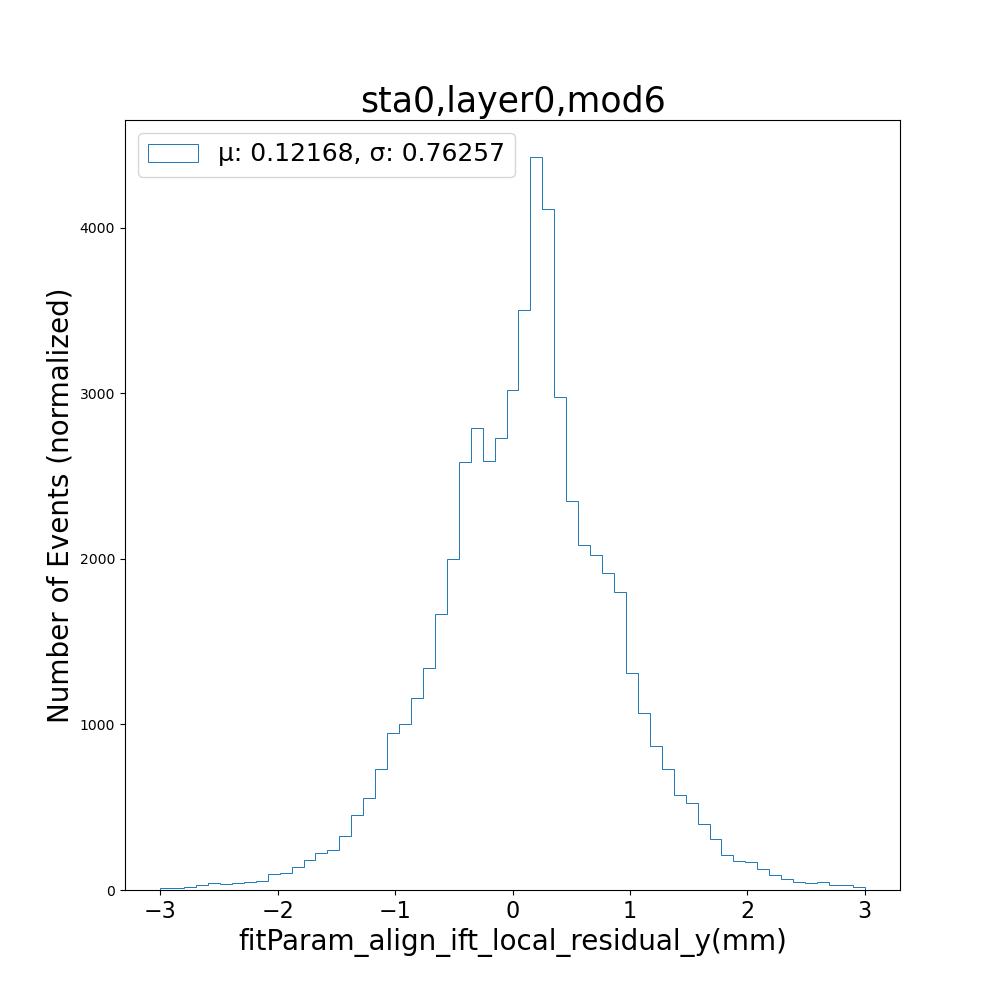 sta0,layer0,mod6
μ: 0.12168, σ: 0.76257
Number of Events (normalized)
4000
3000
2000
1000
0
−3 −2 −1 0 1 2 3
fitParam_align_ift_local_residual_y(mm)